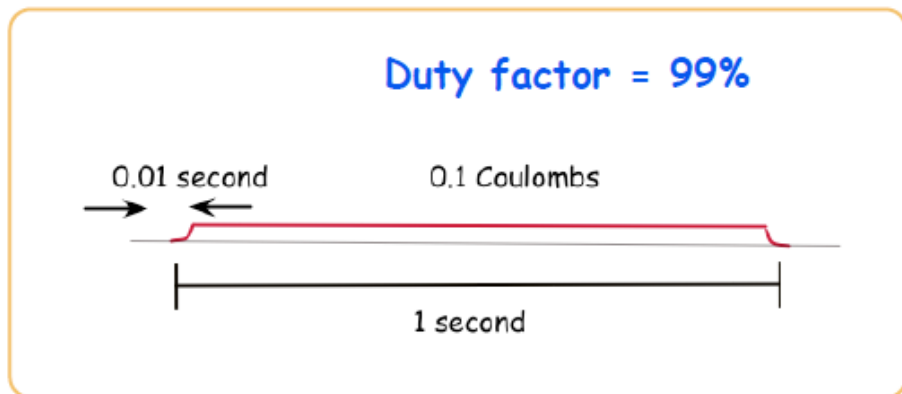 Duty factor = 99%
0.01 second 0.1 Coulombs
1 second